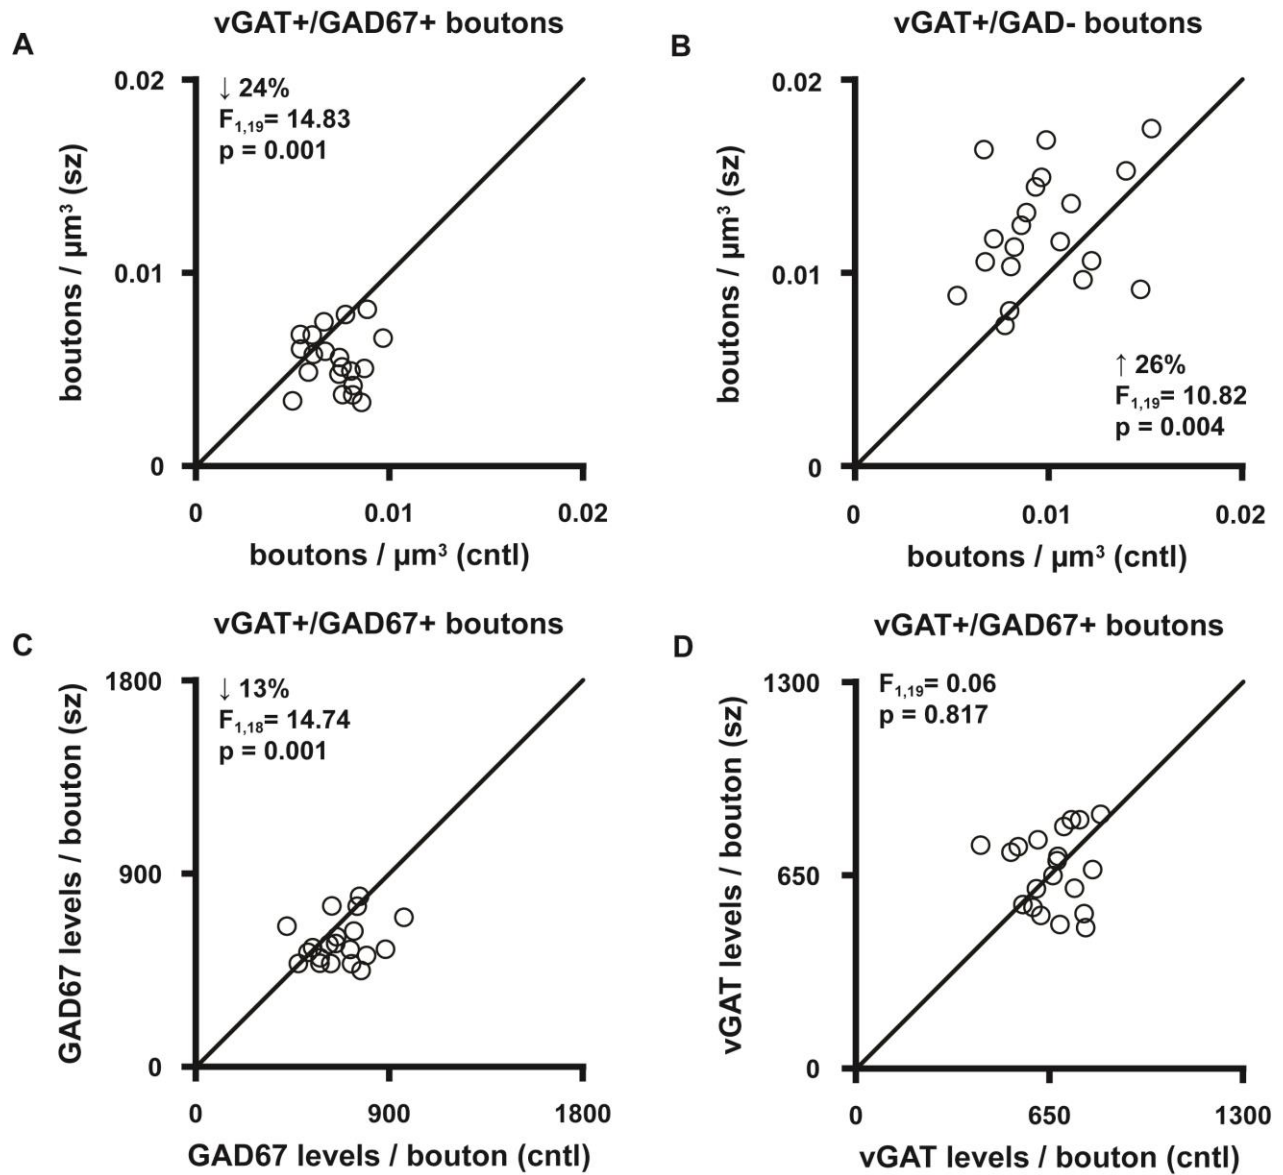 A
vGAT+/GAD67+ boutons
0.02
↓ 24%
F1,19= 14.83
p = 0.001
boutons / µm³ (sz)
0.01
0
0
0.01
0.02
boutons / µm³ (cntl)
B
vGAT+/GAD- boutons
0.02
boutons / µm³ (sz)
0.01
↑ 26%
F1,19= 10.82
p = 0.004
0
0
0.01
0.02
boutons / µm³ (cntl)
C
vGAT+/GAD67+ boutons
1800
↓ 13%
F1,18= 14.74
p = 0.001
GAD67 levels / bouton (sz)
900
0
0
900
1800
GAD67 levels / bouton (cntl)
D
vGAT+/GAD67+ boutons
1300
F1,19= 0.06
p = 0.817
vGAT levels / bouton (sz)
650
0
0
650
1300
vGAT levels / bouton (cntl)